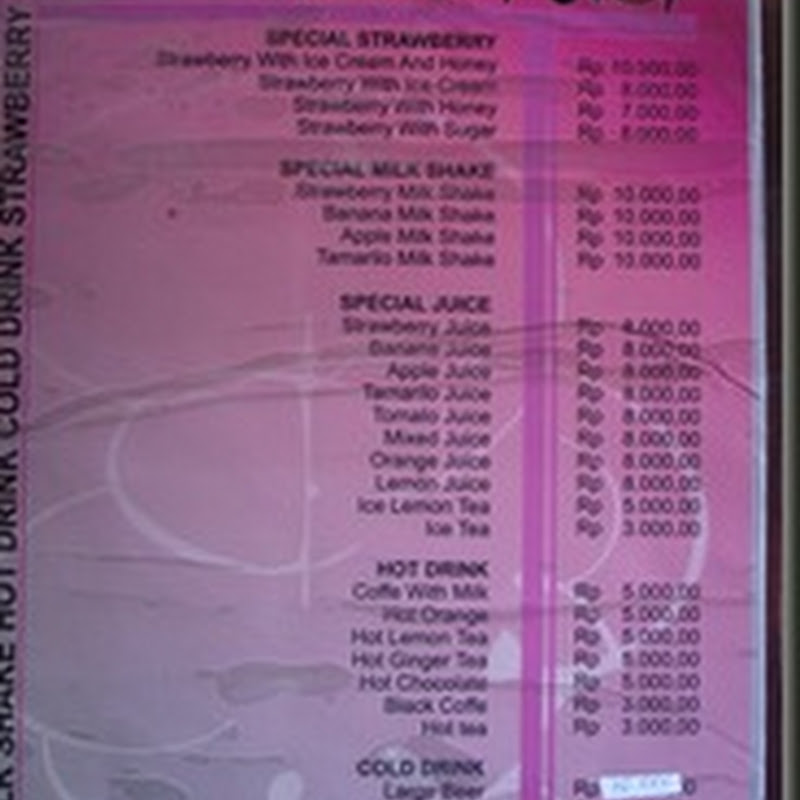 SPECIAL STRAWBERRY
Strawberry With Ice Cream And Honey Rp 10.000,00
Strawberry With Ice Cream Rp 8.000,00
Strawberry With Honey Rp 7.000,00
Strawberry With Sugar Rp 6.000,00
SPECIAL MILK SHAKE
Strawberry Milk Shake Rp 10.000,00
Banana Milk Shake Rp 10.000,00
Apple Milk Shake Rp 10.000,00
Tamarillo Milk Shake Rp 10.000,00
SPECIAL JUICE
Strawberry Juice Rp 8.000,00
Banana Juice Rp 8.000,00
Apple Juice Rp 8.000,00
Tamarillo Juice Rp 8.000,00
Tomato Juice Rp 8.000,00
Mixed Juice Rp 8.000,00
Orange Juice Rp 8.000,00
Lemon Juice Rp 8.000,00
Ice Lemon Tea Rp 5.000,00
Ice Tea Rp 3.000,00
HOT DRINK
Coffe With Milk Rp 5.000,00
Hot Orange Rp 5.000,00
Hot Lemon Tea Rp 5.000,00
Hot Ginger Tea Rp 5.000,00
Hot Chocolate Rp 5.000,00
Black Coffe Rp 3.000,00
Hot tea Rp 3.000,00
COLD DRINK
Large Beer Rp
SHAKE HOT DRINK COLD DRINK STRAWBERRY